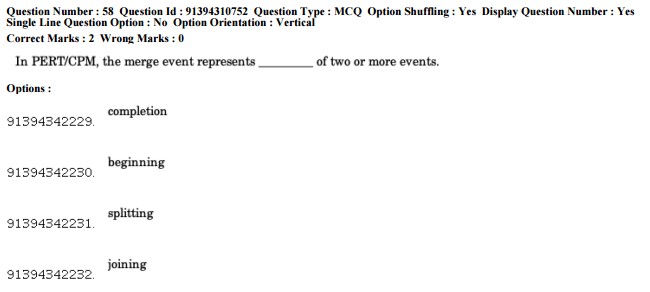 Question Number : 58 Question Id : 91394310752 Question Type : MCQ Option Shuffling : Yes Display Question Number : Yes
Single Line Question Option : No Option Orientation : Vertical
Correct Marks : 2 Wrong Marks : 0
In PERT/CPM, the merge event represents ________ of two or more events.
Options :
completion
91394342229.
beginning
91394342230.
splitting
91394342231.
joining
91394342232.